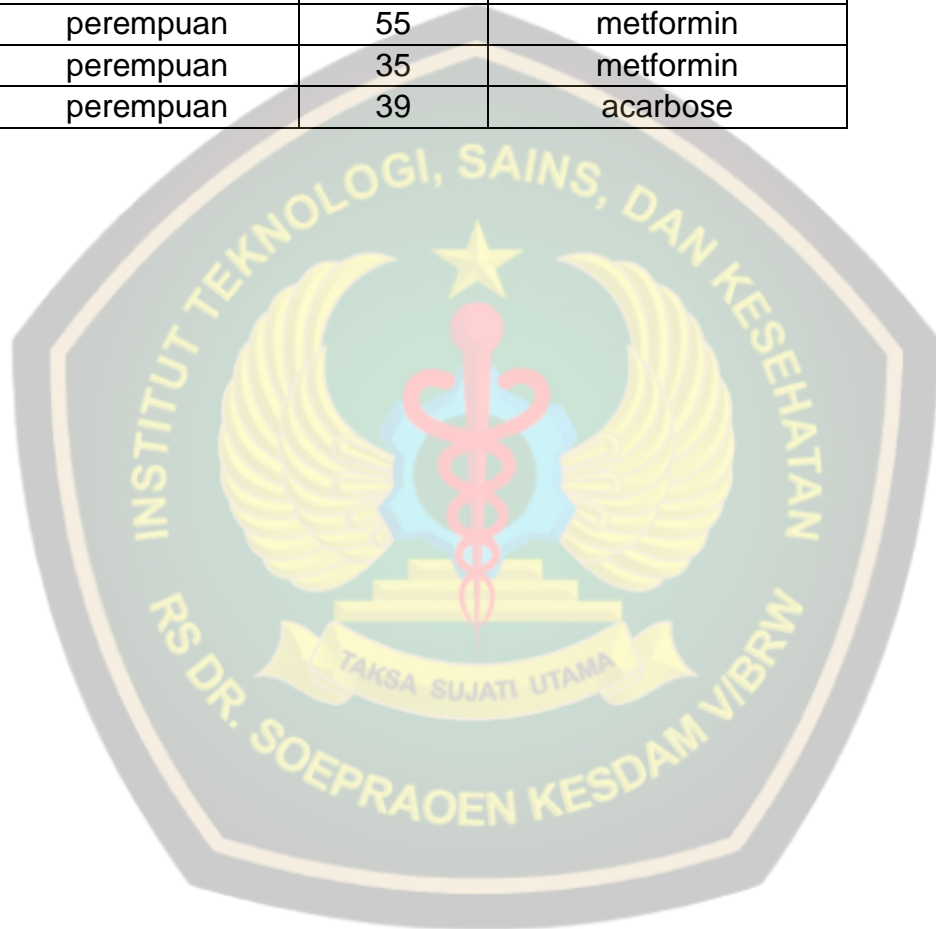 perempuan 55 metformin
perempuan 35 metformin
perempuan 39 acarbose
INSTITUT TEKNOLOGI, SAINS, DAN KESEHATAN
TAKSA SUJATI UTAMA
RS DR. SOEPRAOEN KESDAM V/BRW